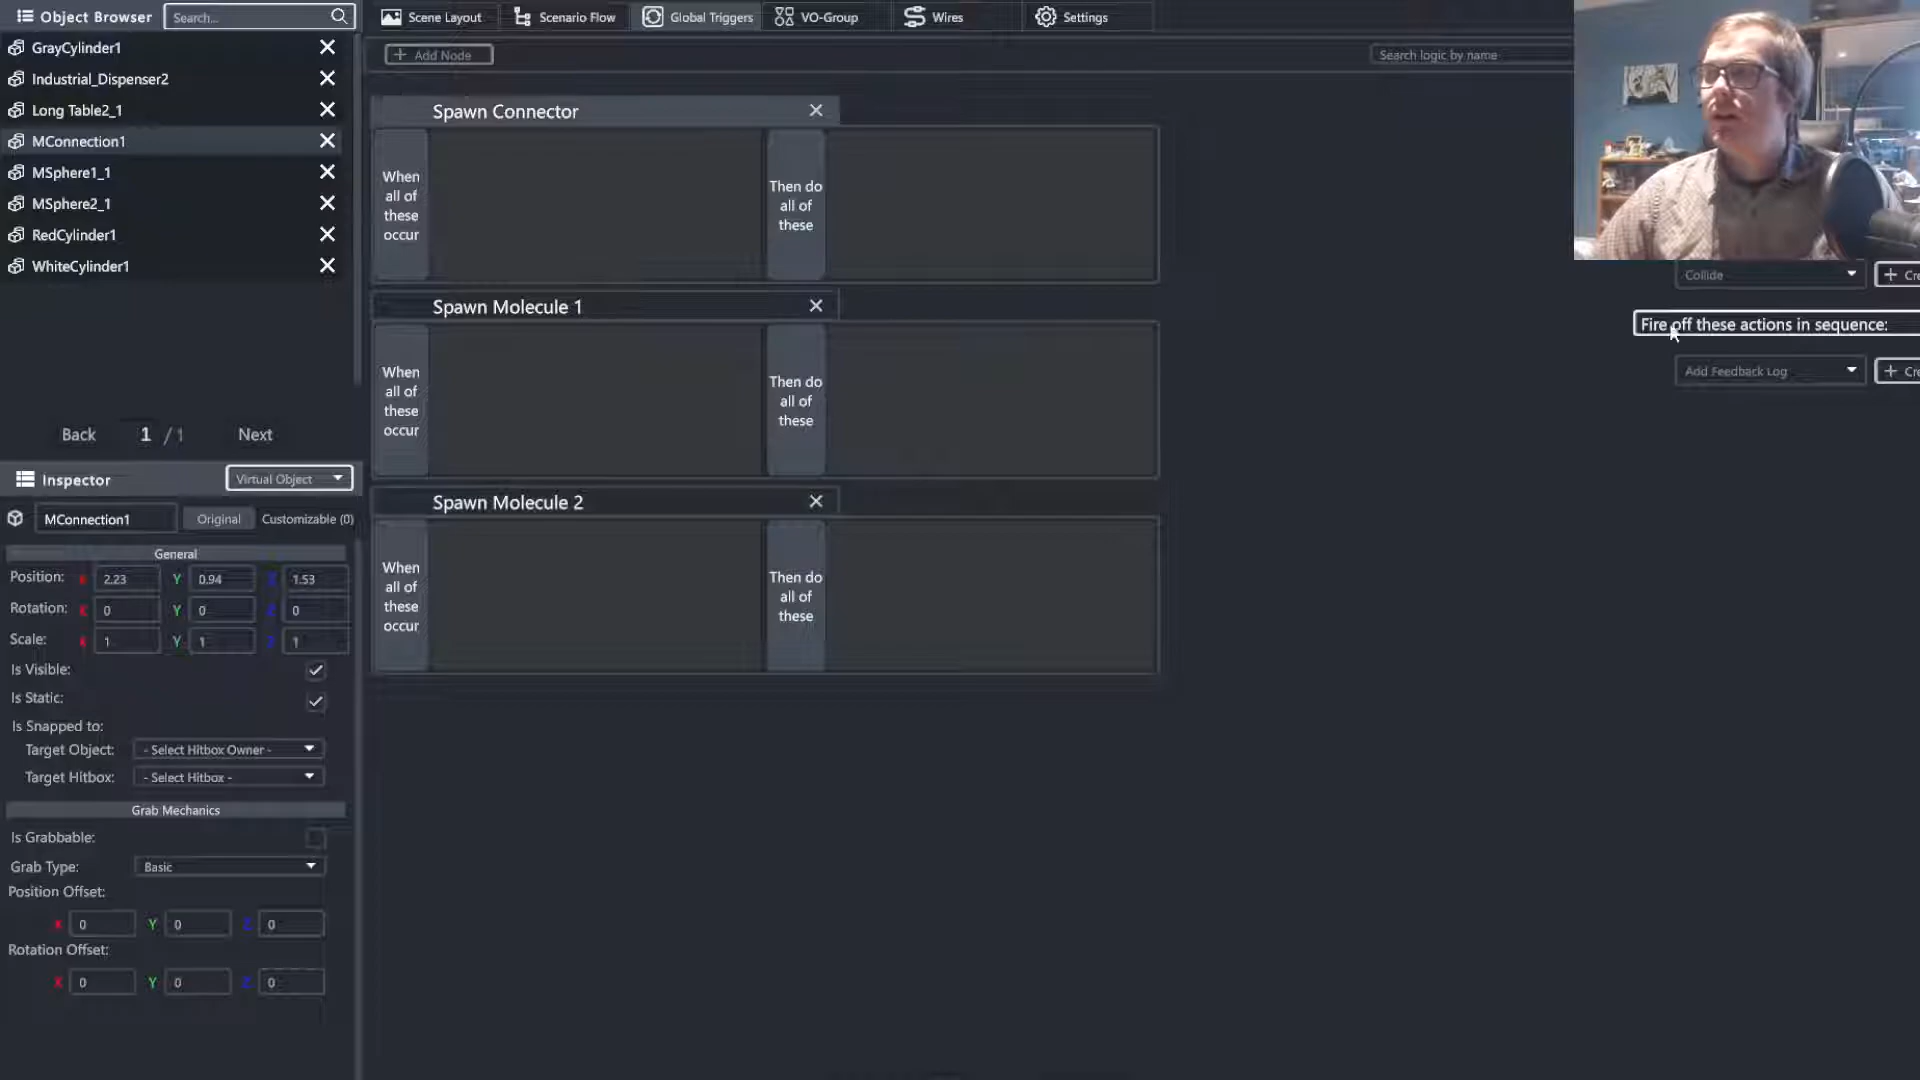 Object Browser
Search...
Scene Layout
Scenario Flow
Global Triggers
VO-Group
Wires
Settings
GrayCylinder1
Industrial_Dispenser2
Long Table2_1
MConnection1
MSphere1_1
MSphere2_1
RedCylinder1
WhiteCylinder1
Back
1 / 1
Next
Inspector
Virtual Object
MConnection1
Original
Customizable (0)
General
Position: X 2.23 Y 0.94 Z 1.53
Rotation: X 0 Y 0 Z 0
Scale: X 1 Y 1 Z 1
Is Visible:
Is Static:
Is Snapped to:
Target Object: - Select Hitbox Owner -
Target Hitbox: - Select Hitbox -
Grab Mechanics
Is Grabbable:
Grab Type: Basic
Position Offset:
X 0 Y 0 Z 0
Rotation Offset:
X 0 Y 0 Z 0
+ Add Node
Search logic by name
Spawn Connector
When
all of
these
occur
Then do
all of
these
Spawn Molecule 1
When
all of
these
occur
Then do
all of
these
Spawn Molecule 2
When
all of
these
occur
Then do
all of
these
Collide
+ Cre
Fire off these actions in sequence:
Add Feedback Log
+ Cre